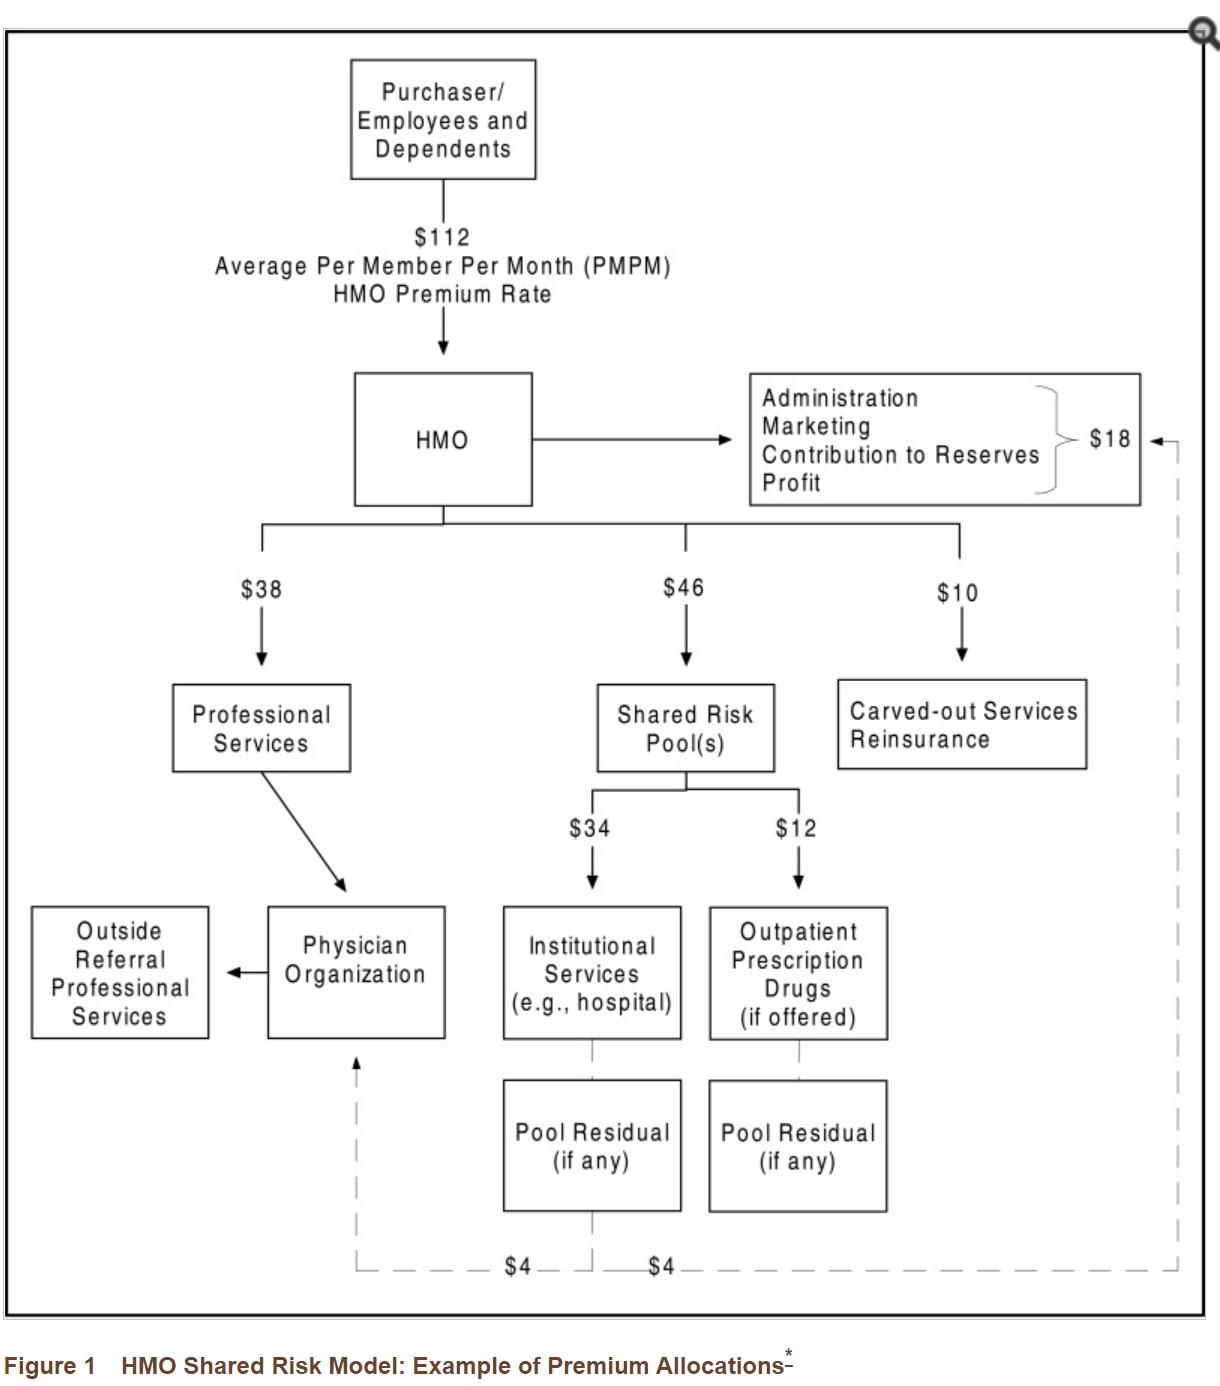 Purchaser/
Employees and
Dependents
$112
Average Per Member Per Month (PMPM)
HMO Premium Rate
HMO
Administration
Marketing
Contribution to Reserves
Profit
$18
$38
$46
$10
Professional
Services
Shared Risk
Pool(s)
Carved-out Services
Reinsurance
$34
$12
Outside
Referral
Professional
Services
Physician
Organization
Institutional
Services
(e.g., hospital)
Outpatient
Prescription
Drugs
(if offered)
Pool Residual
(if any)
Pool Residual
(if any)
$4
$4
Figure 1 HMO Shared Risk Model: Example of Premium Allocations*